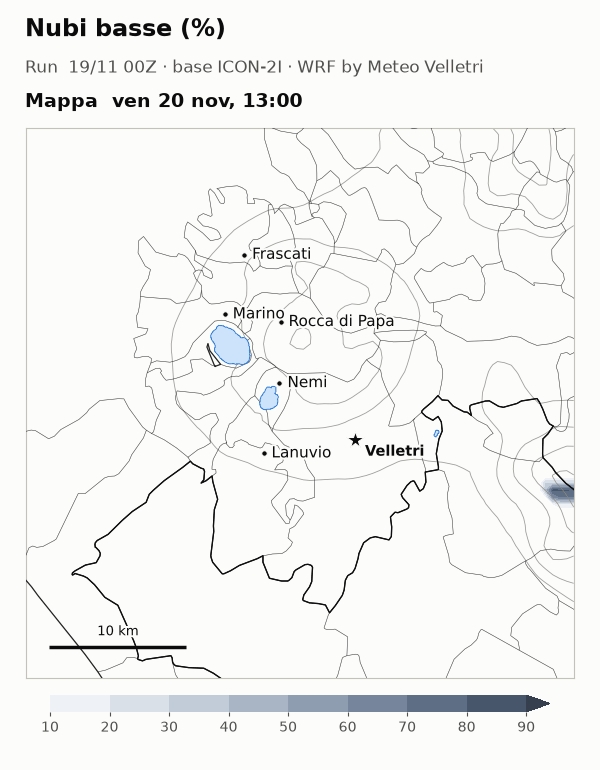 Nubi basse (%)
Run  19/11 00Z · base ICON-2I · WRF by Meteo Velletri
Mappa  ven 20 nov, 13:00
Frascati
Marino
Rocca di Papa
Nemi
Velletri
Lanuvio
10 km
10 20 30 40 50 60 70 80 90